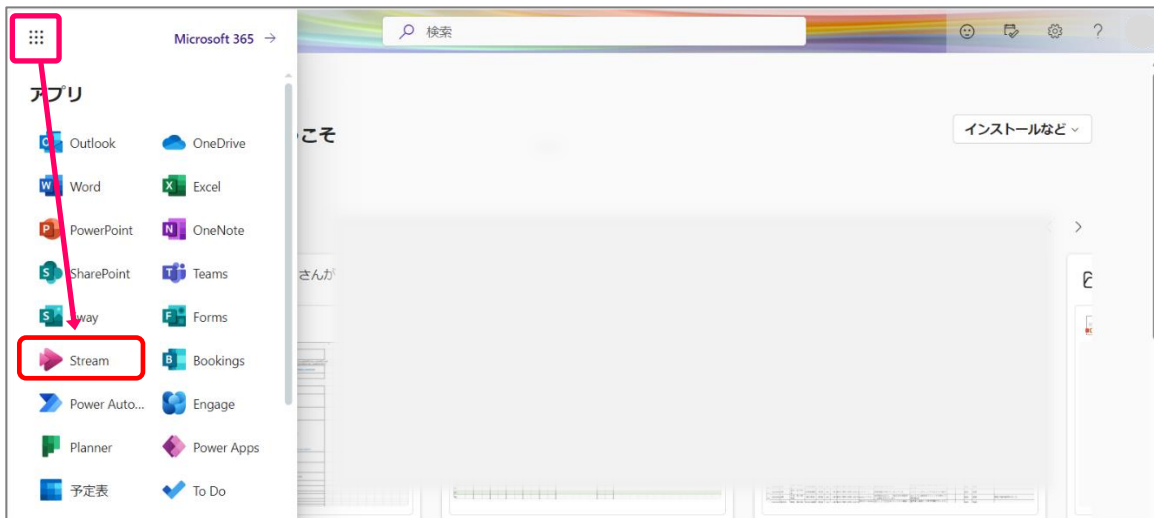 Microsoft 365 →
検索
?
アプリ
こそ
インストールなど
Outlook
OneDrive
Word
Excel
PowerPoint
OneNote
SharePoint
Teams
さんが
way
Forms
Stream
Bookings
Power Auto...
Engage
Planner
Power Apps
予定表
To Do